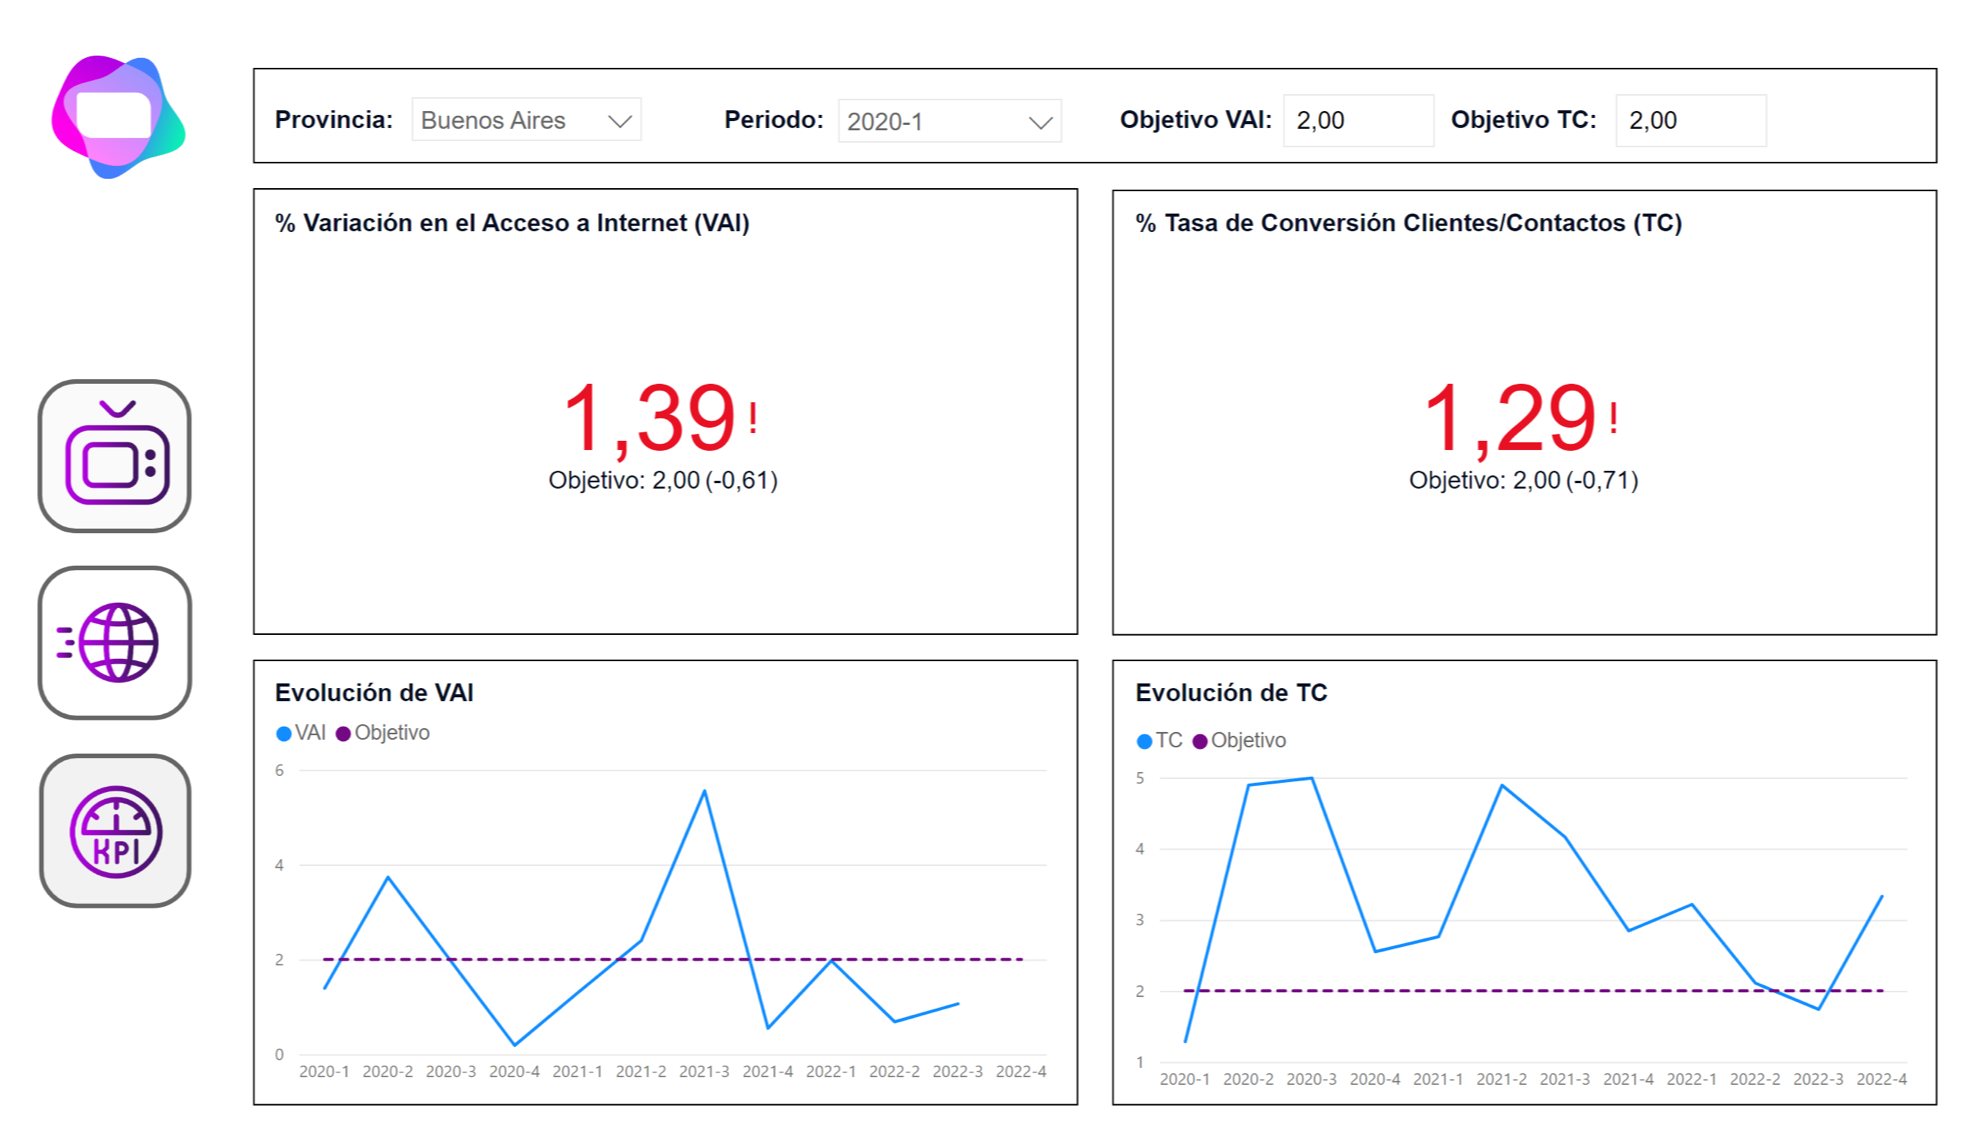 Provincia: Buenos Aires Periodo: 2020-1 Objetivo VAI: 2,00 Objetivo TC: 2,00
% Variación en el Acceso a Internet (VAI)
1,39 !
Objetivo: 2,00 (-0,61)
% Tasa de Conversión Clientes/Contactos (TC)
1,29 !
Objetivo: 2,00 (-0,71)
KPI
Evolución de VAI
VAI Objetivo
6
4
2
0
2020-1 2020-2 2020-3 2020-4 2021-1 2021-2 2021-3 2021-4 2022-1 2022-2 2022-3 2022-4
Evolución de TC
TC Objetivo
5
4
3
2
1
2020-1 2020-2 2020-3 2020-4 2021-1 2021-2 2021-3 2021-4 2022-1 2022-2 2022-3 2022-4